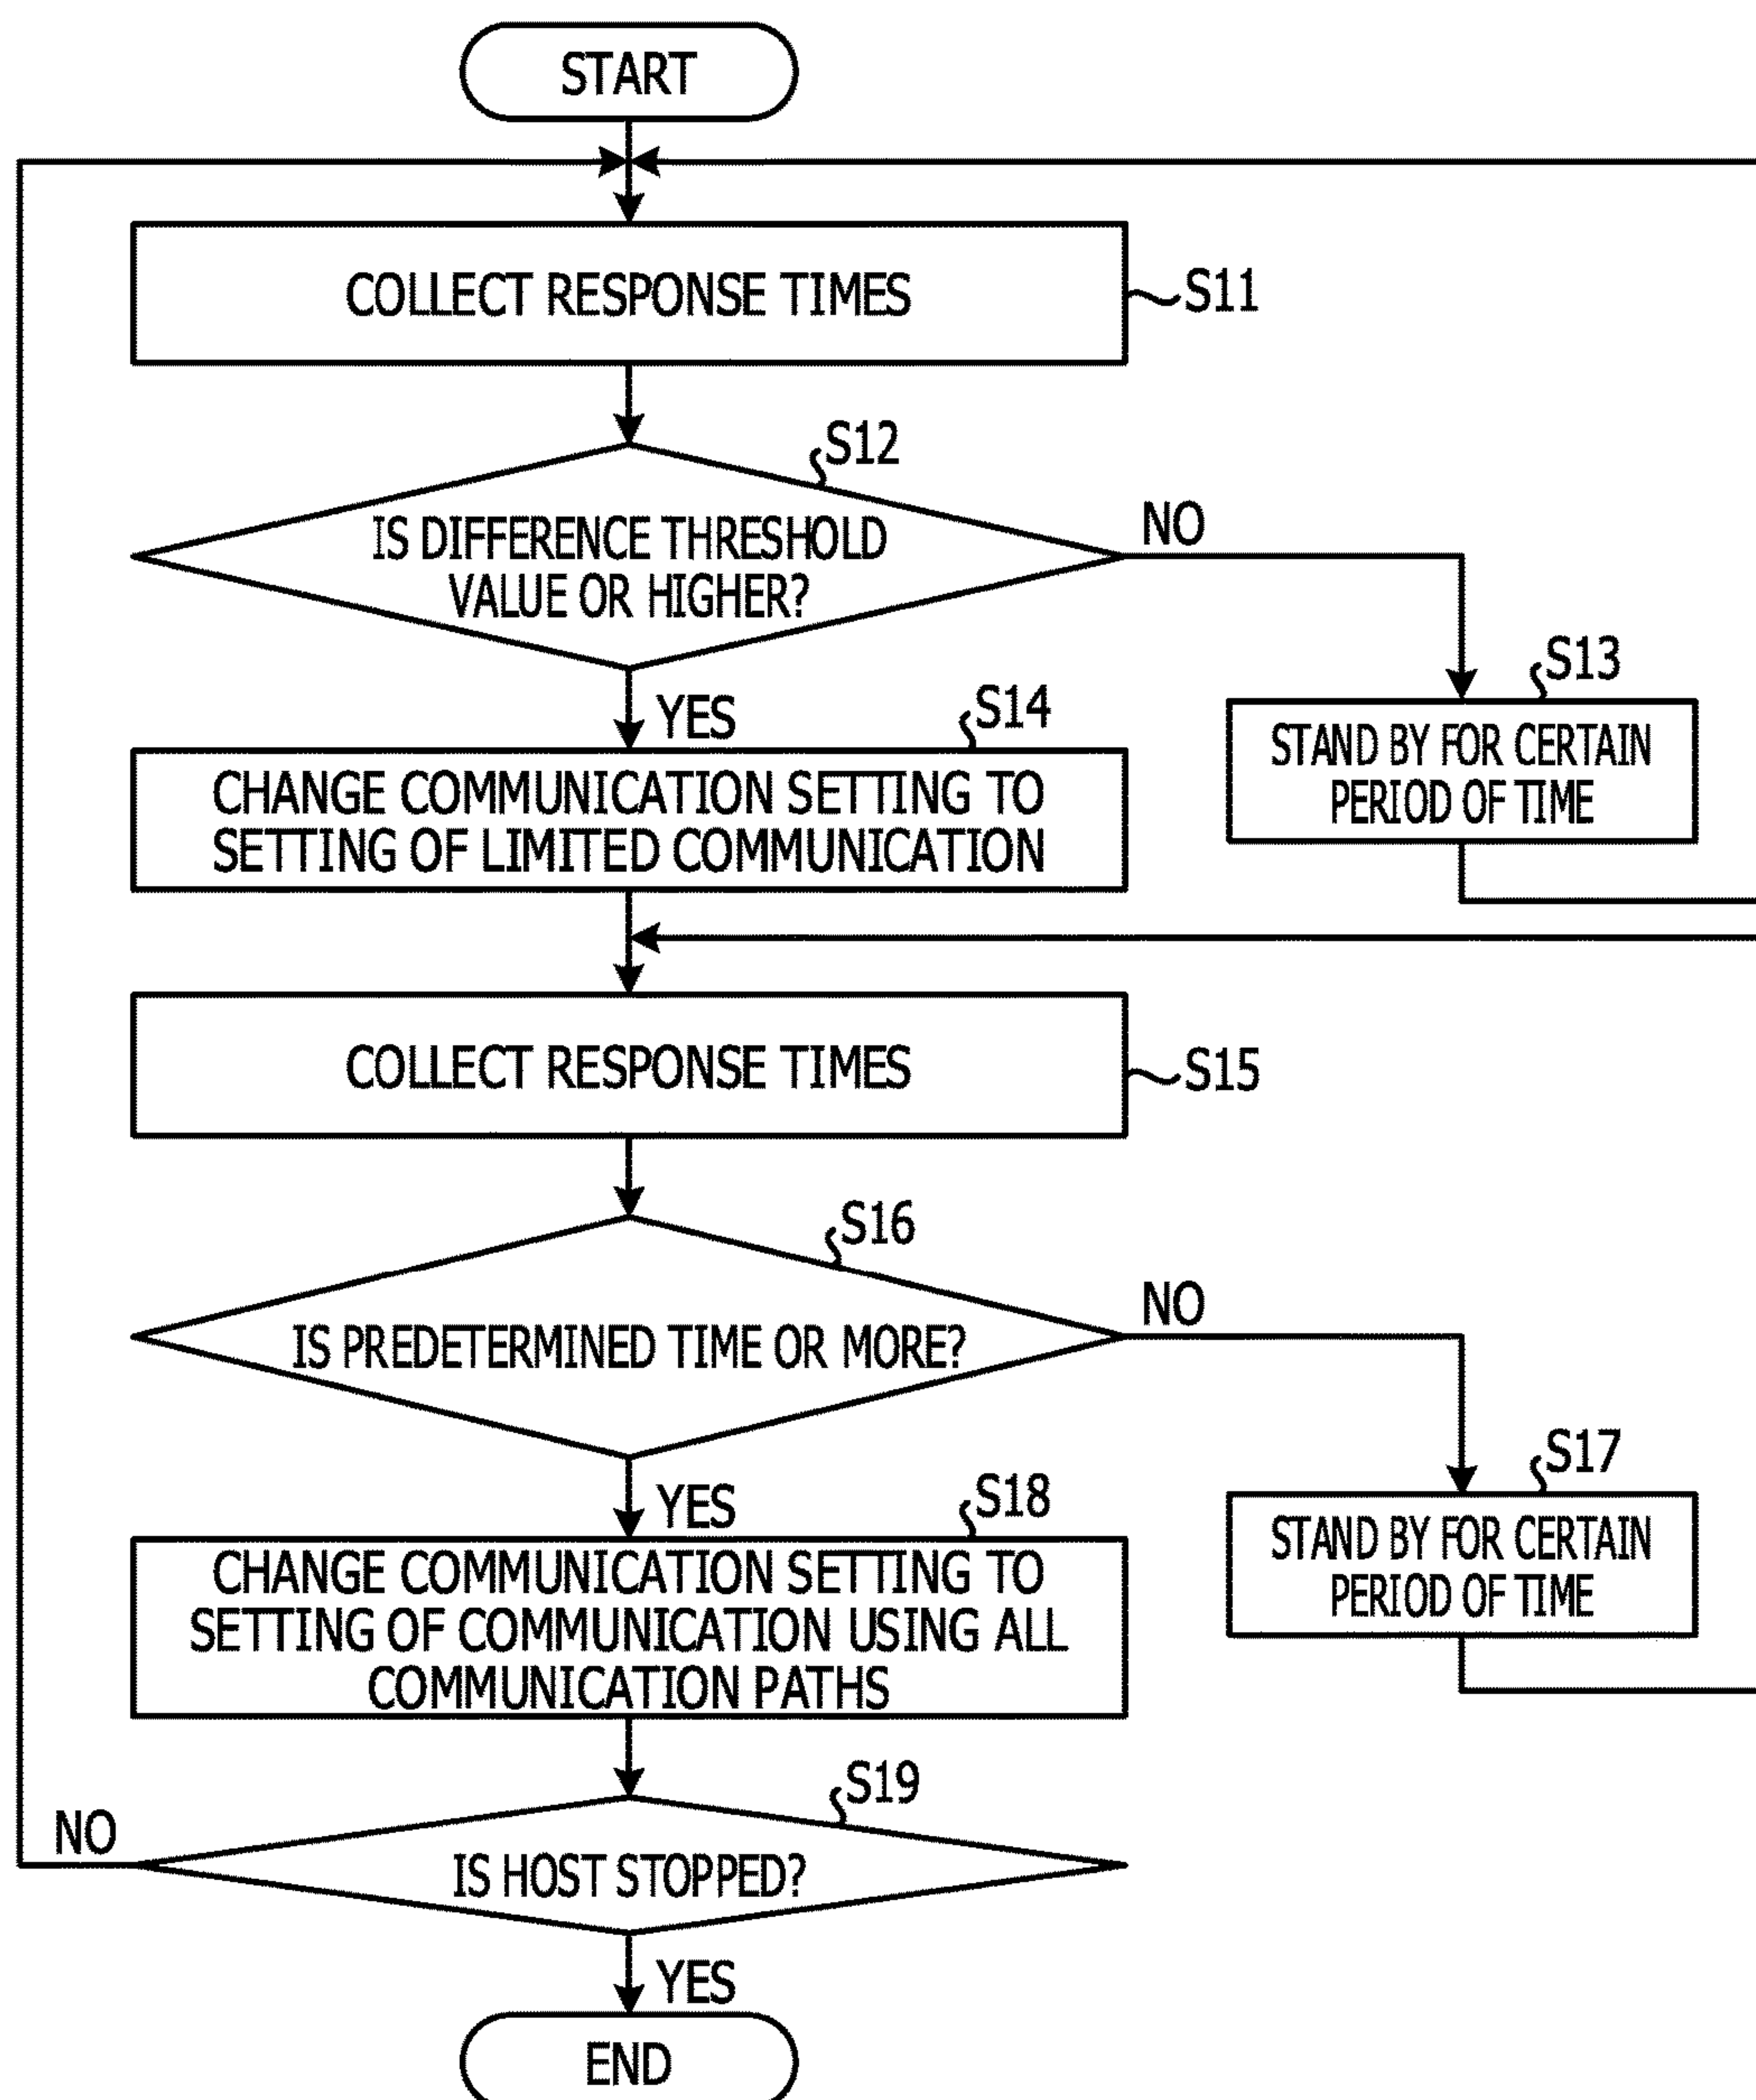 START
COLLECT RESPONSE TIMES
S11
S12
IS DIFFERENCE THRESHOLD
VALUE OR HIGHER?
NO
YES
S13
STAND BY FOR CERTAIN
PERIOD OF TIME
S14
CHANGE COMMUNICATION SETTING TO
SETTING OF LIMITED COMMUNICATION
COLLECT RESPONSE TIMES
S15
S16
IS PREDETERMINED TIME OR MORE?
NO
YES
S17
STAND BY FOR CERTAIN
PERIOD OF TIME
S18
CHANGE COMMUNICATION SETTING TO
SETTING OF COMMUNICATION USING ALL
COMMUNICATION PATHS
S19
NO
IS HOST STOPPED?
YES
END